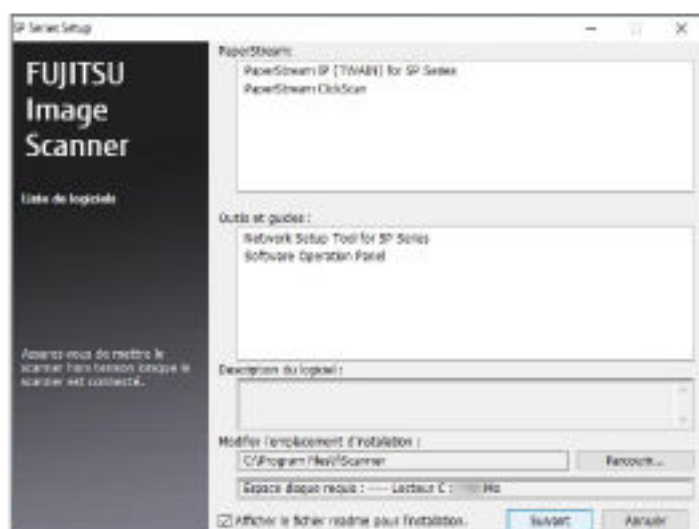 SP Series Setup
FUJITSU
Image
Scanner
Liste de logiciels
Assurez-vous de mettre le
scanner hors tension lorsque le
scanner est connecté.
PaperStream:
PaperStream IP (TWAIN) for SP Series
PaperStream ClickScan
Outils et guides :
Network Setup Tool for SP Series
Software Operation Panel
Description du logiciel :
Modifier l'emplacement d'installation :
C:\Program Files\fiScanner
Parcourir...
Espace disque requis : ---- Lecteur C : Mo
Afficher le fichier readme pour l'installation.
Suivant
Annuler